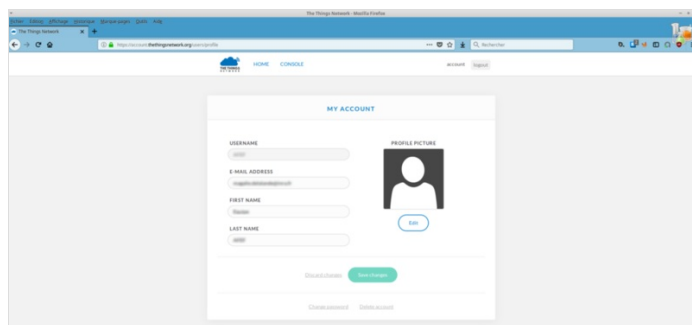 The Things Network - Mozilla Firefox
Fichier Édition Affichage Historique Marque-pages Outils Aide
The Things Network
https://account.thethingsnetwork.org/users/profile
Rechercher
THE THINGS NETWORK
HOME CONSOLE
account logout
MY ACCOUNT
USERNAME
PROFILE PICTURE
E-MAIL ADDRESS
FIRST NAME
Edit
LAST NAME
Discard changes Save changes
Change password Delete account